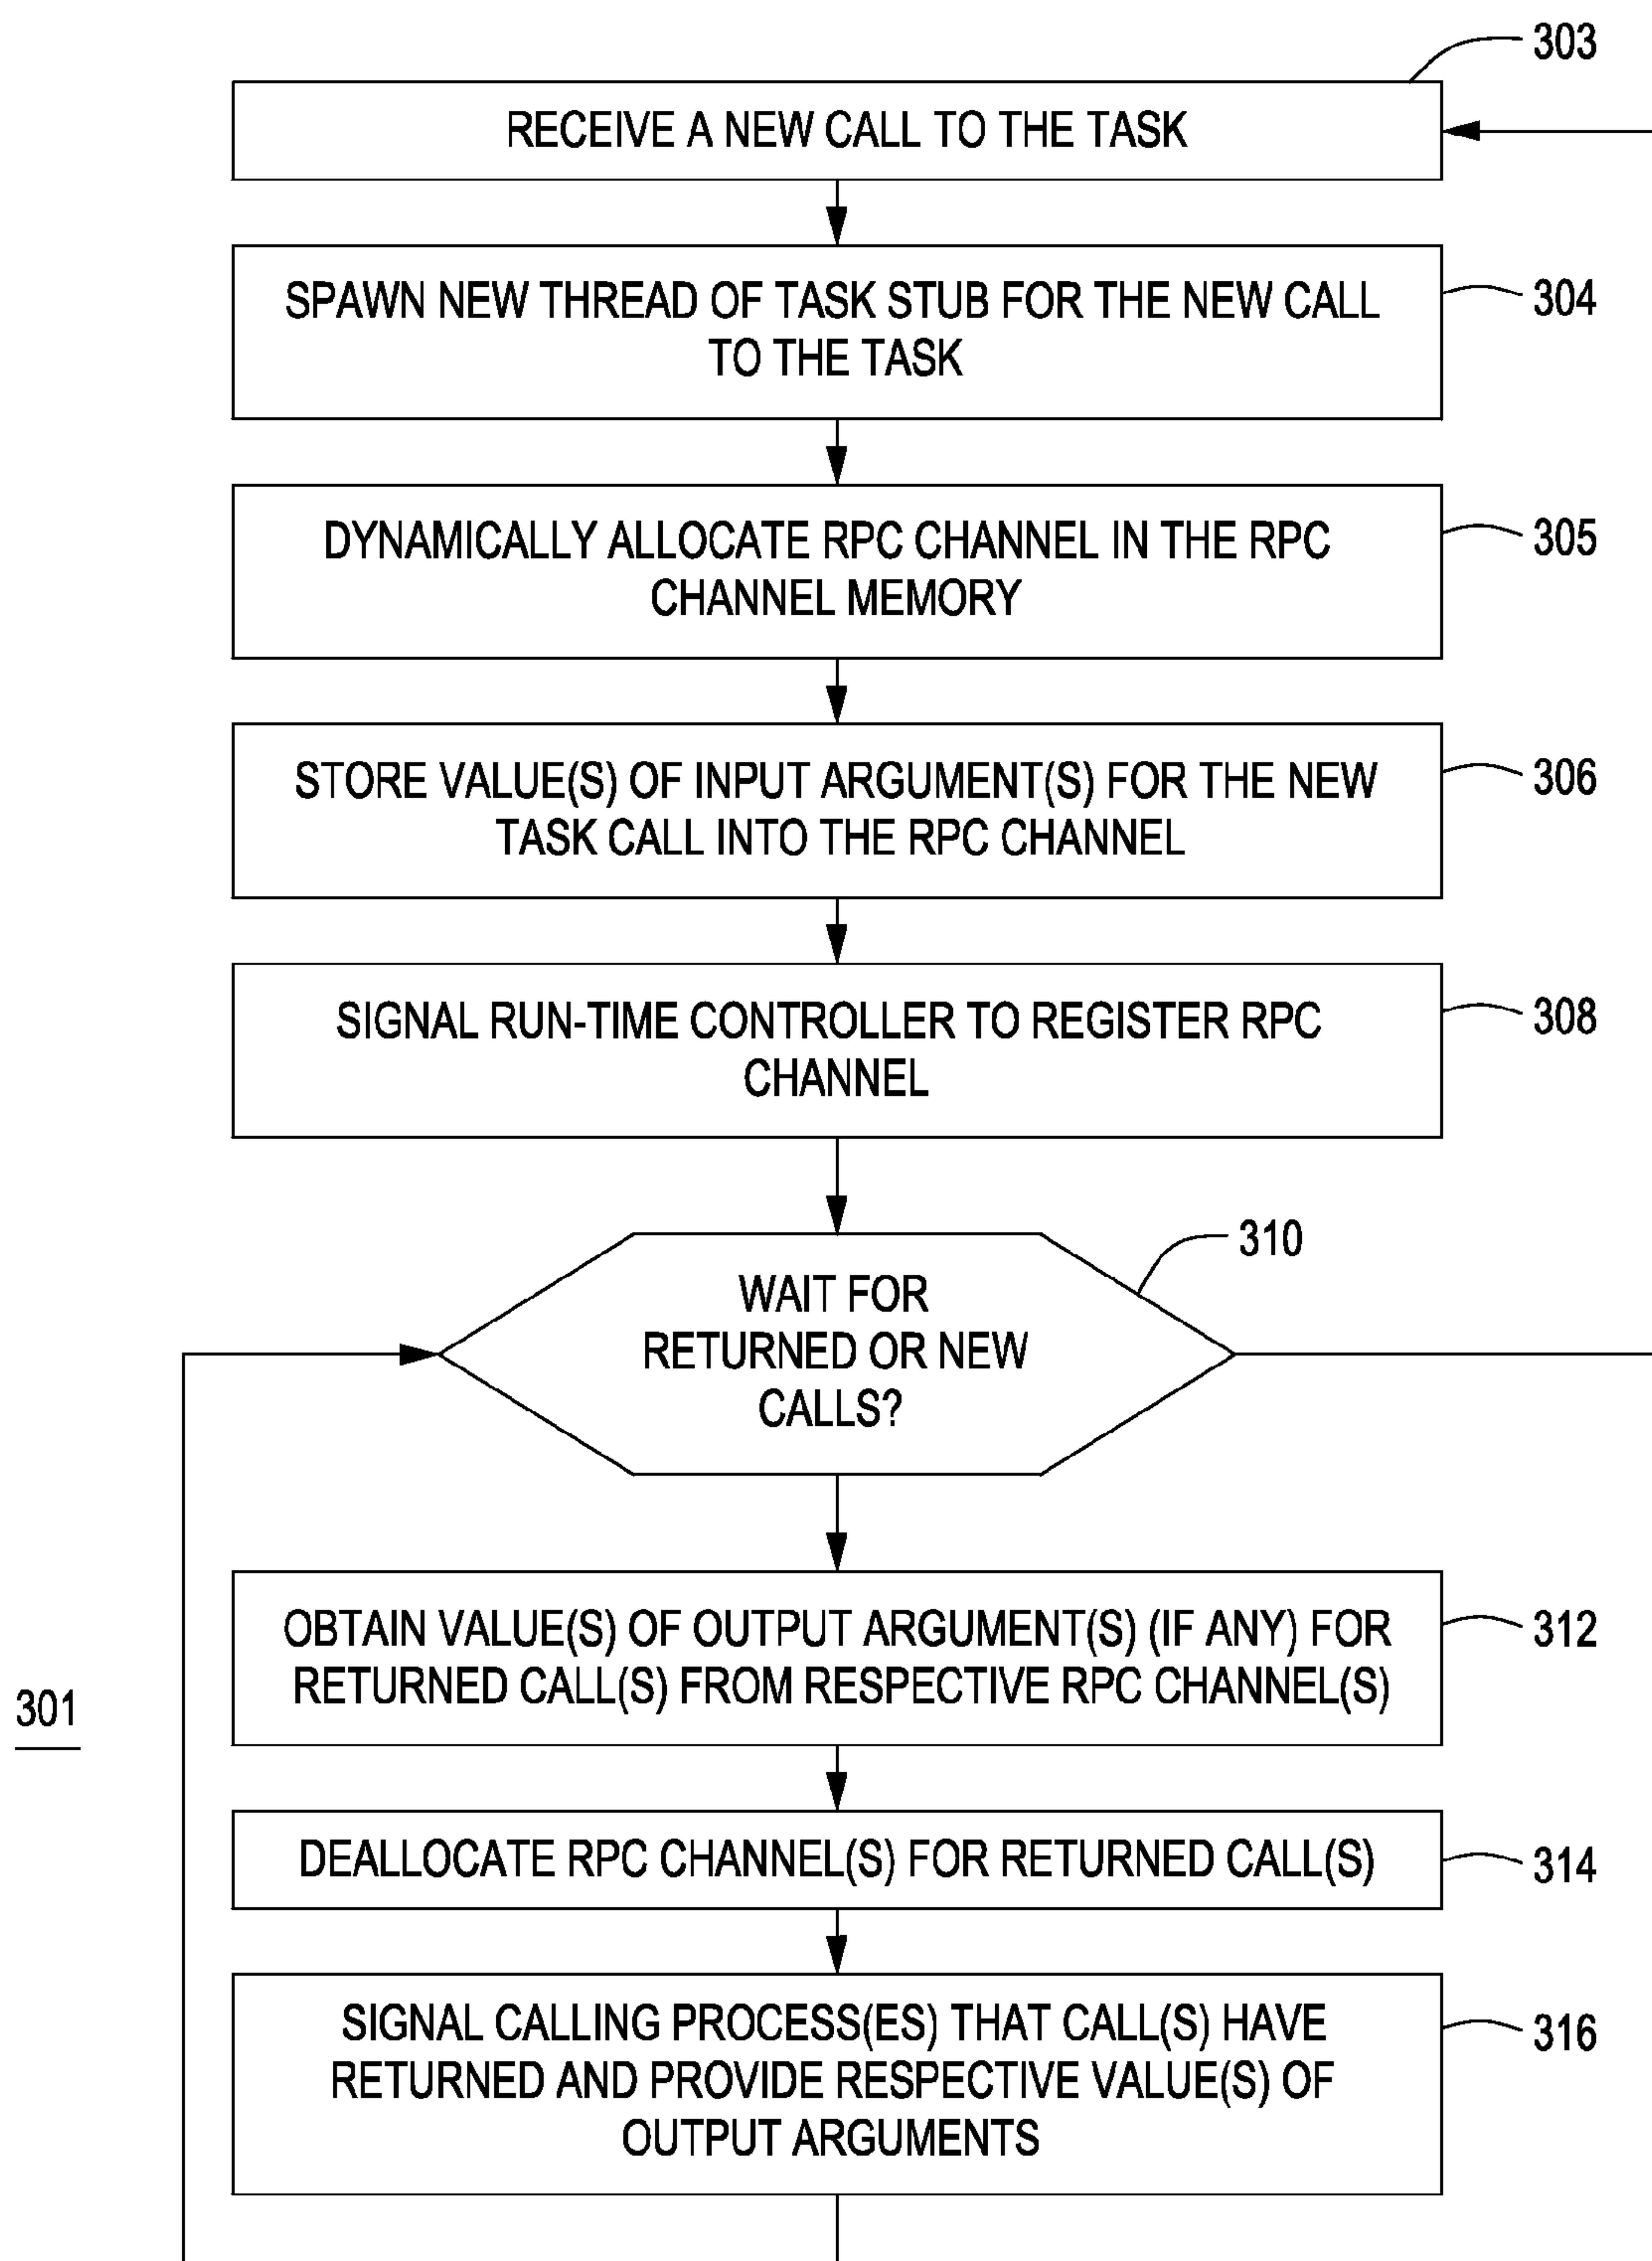 303
RECEIVE A NEW CALL TO THE TASK
SPAWN NEW THREAD OF TASK STUB FOR THE NEW CALL
TO THE TASK
304
DYNAMICALLY ALLOCATE RPC CHANNEL IN THE RPC
CHANNEL MEMORY
305
STORE VALUE(S) OF INPUT ARGUMENT(S) FOR THE NEW
TASK CALL INTO THE RPC CHANNEL
306
SIGNAL RUN-TIME CONTROLLER TO REGISTER RPC
CHANNEL
308
310
WAIT FOR
RETURNED OR NEW
CALLS?
OBTAIN VALUE(S) OF OUTPUT ARGUMENT(S) (IF ANY) FOR
RETURNED CALL(S) FROM RESPECTIVE RPC CHANNEL(S)
312
301
DEALLOCATE RPC CHANNEL(S) FOR RETURNED CALL(S)
314
SIGNAL CALLING PROCESS(ES) THAT CALL(S) HAVE
RETURNED AND PROVIDE RESPECTIVE VALUE(S) OF
OUTPUT ARGUMENTS
316